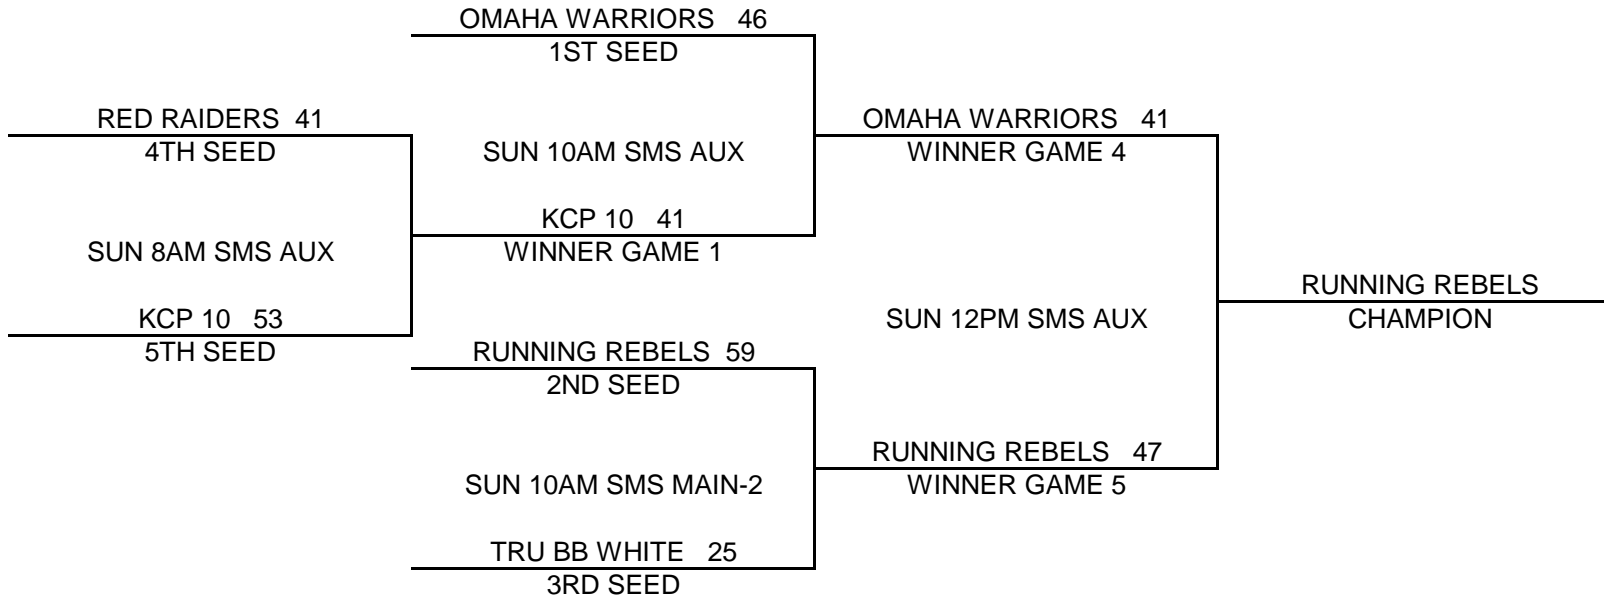 OMAHA WARRIORS 46
1ST SEED
RED RAIDERS 41
4TH SEED
SUN 10AM SMS AUX
OMAHA WARRIORS 41
WINNER GAME 4
KCP 10 41
WINNER GAME 1
SUN 8AM SMS AUX
KCP 10 53
5TH SEED
RUNNING REBELS
CHAMPION
SUN 12PM SMS AUX
RUNNING REBELS 59
2ND SEED
RUNNING REBELS 47
WINNER GAME 5
SUN 10AM SMS MAIN-2
TRU BB WHITE 25
3RD SEED